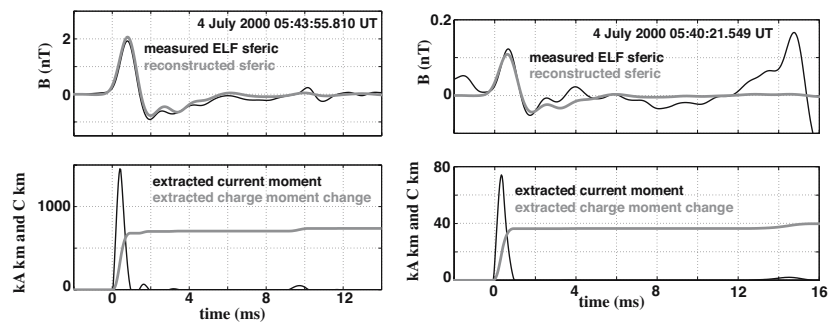 4 July 2000 05:43:55.810 UT
measured ELF sferic
reconstructed sferic
B (nT)
2
0
extracted current moment
extracted charge moment change
kA km and C km
1000
0
0 4 8 12
time (ms)
4 July 2000 05:40:21.549 UT
measured ELF sferic
reconstructed sferic
B (nT)
0.2
0
extracted current moment
extracted charge moment change
kA km and C km
80
40
0
0 4 8 12 16
time (ms)